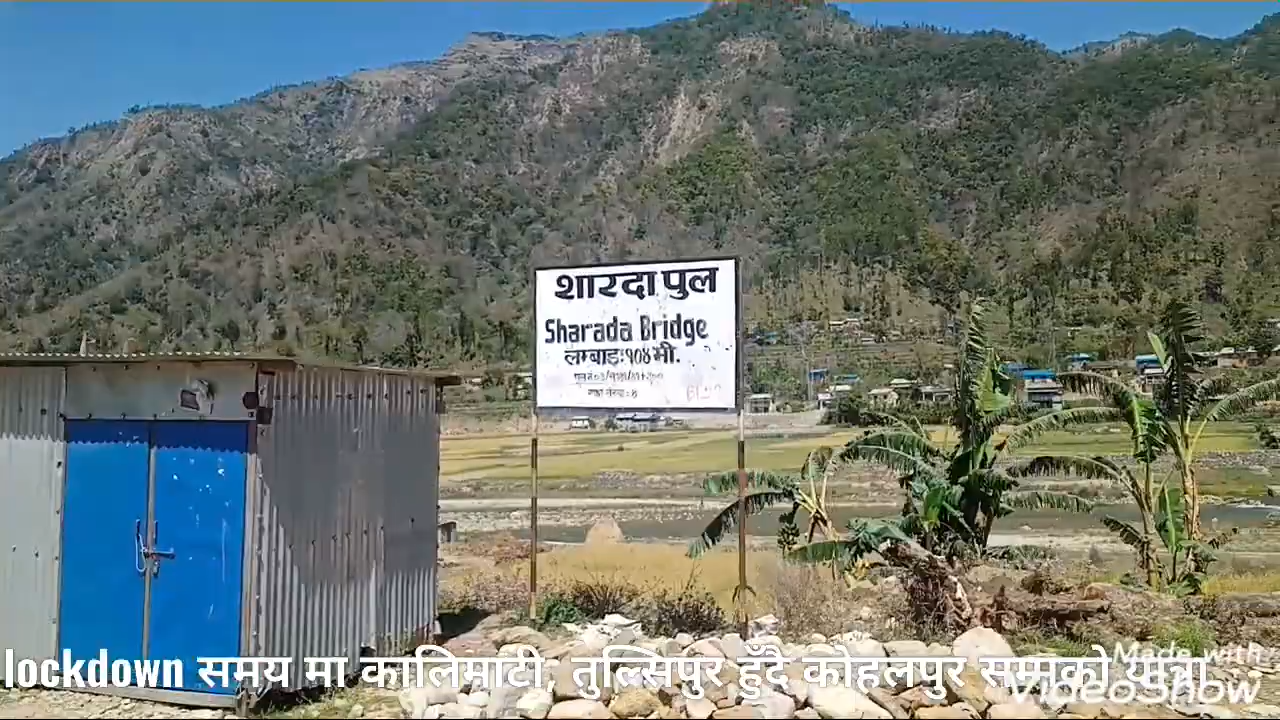 शारदा पुल
Sharada Bridge
लम्बाइ:१०४ मी.
lockdown समय मा कालिमाटी, तुल्सिपुर हुँदै कोहलपुर सम्मको यात्रा
Made with
VideoShow